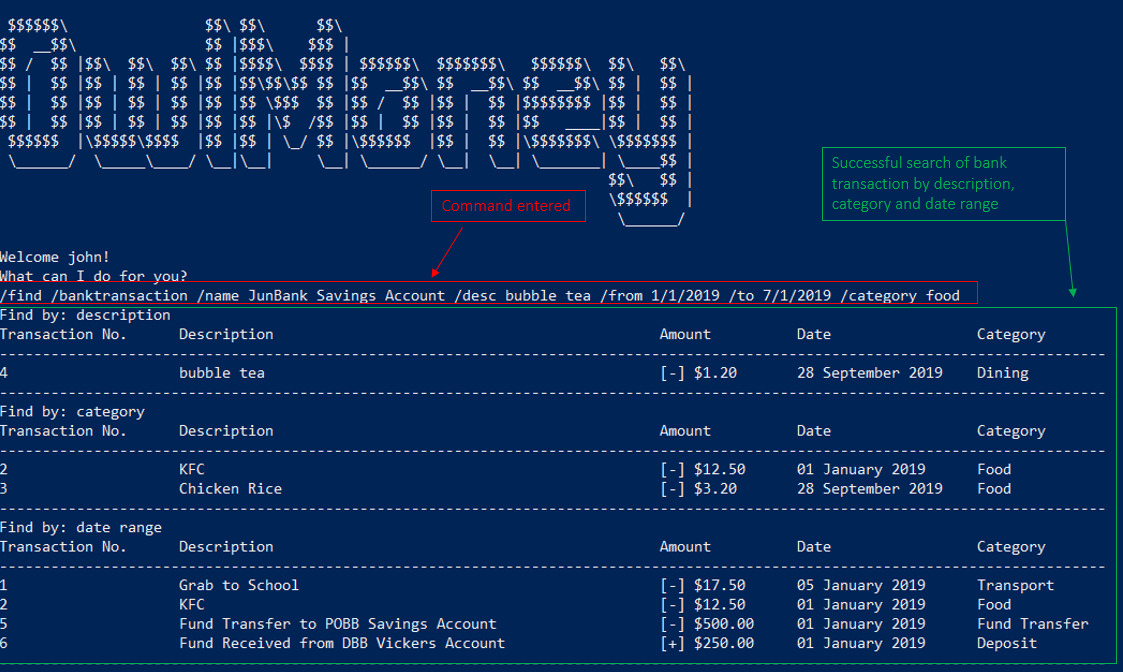 OwlMoney
Command entered
Successful search of bank
transaction by description,
category and date range
Welcome john!
What can I do for you?
/find /banktransaction /name JunBank Savings Account /desc bubble tea /from 1/1/2019 /to 7/1/2019 /category food
Find by: description
Transaction No. Description Amount Date Category
4 bubble tea [-] $1.20 28 September 2019 Dining
Find by: category
Transaction No. Description Amount Date Category
2 KFC [-] $12.50 01 January 2019 Food
3 Chicken Rice [-] $3.20 28 September 2019 Food
Find by: date range
Transaction No. Description Amount Date Category
1 Grab to School [-] $17.50 05 January 2019 Transport
2 KFC [-] $12.50 01 January 2019 Food
5 Fund Transfer to POBB Savings Account [-] $500.00 01 January 2019 Fund Transfer
6 Fund Received from DBB Vickers Account [+] $250.00 01 January 2019 Deposit